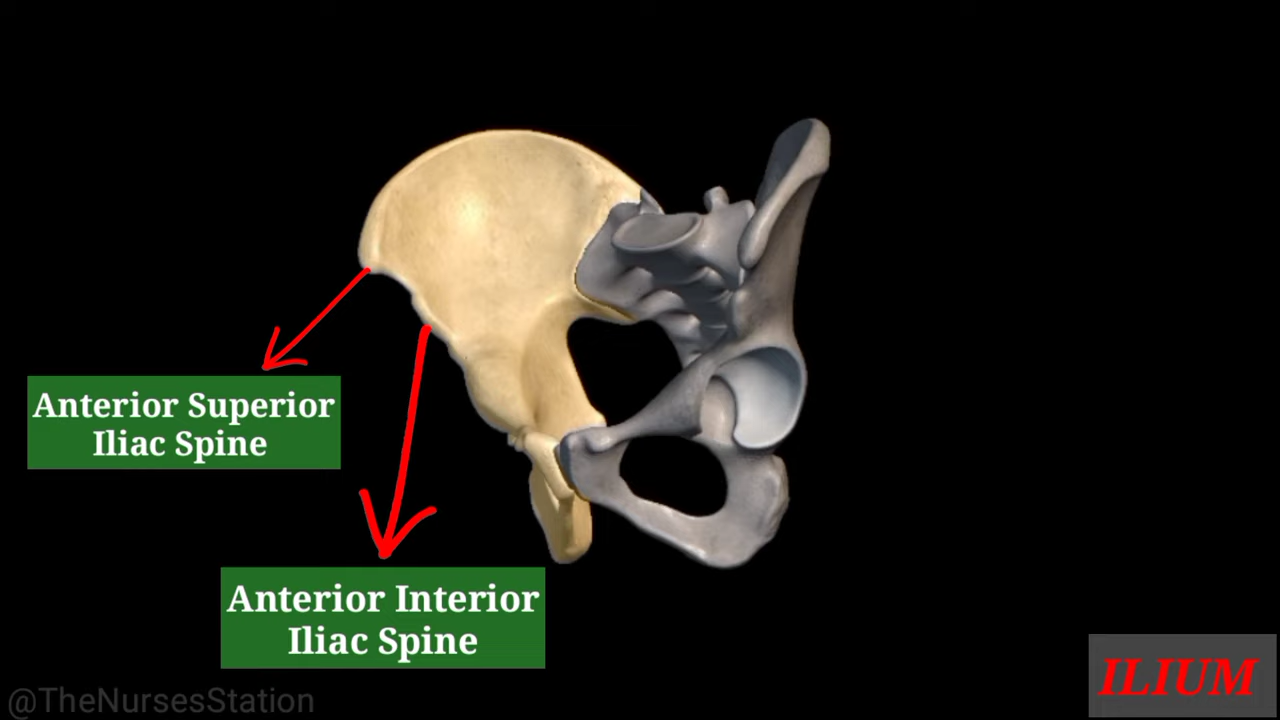 Anterior Superior
Iliac Spine
Anterior Interior
Iliac Spine
ILIUM
@TheNursesStation